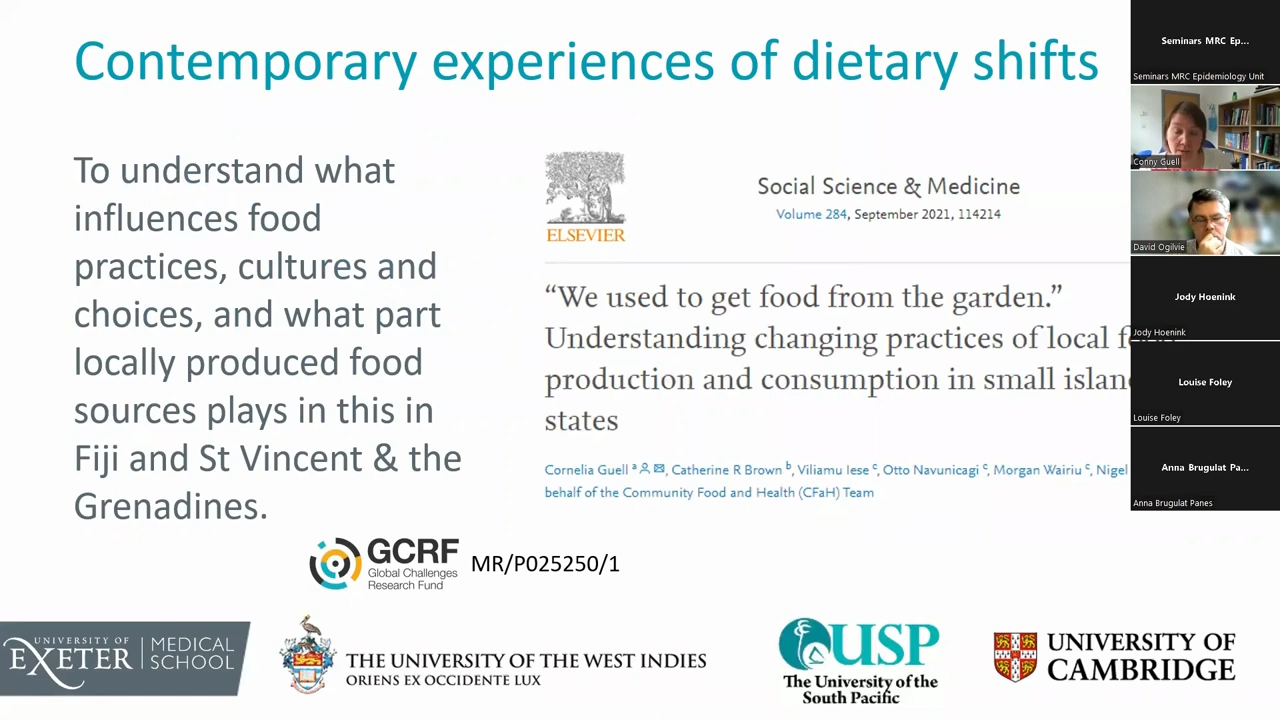 Contemporary experiences of dietary shifts
To understand what
influences food
practices, cultures and
choices, and what part
locally produced food
sources plays in this in
Fiji and St Vincent & the
Grenadines.
ELSEVIER
Social Science & Medicine
Volume 284, September 2021, 114214
“We used to get food from the garden.”
Understanding changing practices of local
production and consumption in small
states
Cornelia Guell a, Catherine R Brown b, Viliamu Iese c, Otto Navunicagi c, Morgan Wairiu c, Nigel
behalf of the Community Food and Health (CFaH) Team
GCRF
Global Challenges
Research Fund
MR/P025250/1
UNIVERSITY OF
EXETER
MEDICAL
SCHOOL
THE UNIVERSITY OF THE WEST INDIES
ORIENS EX OCCIDENTE LUX
USP
The University of the
South Pacific
UNIVERSITY OF
CAMBRIDGE
Seminars MRC Ep...
Seminars MRC Epidemiology Unit
Conny Guell
David Ogilvie
Jody Hoenink
Jody Hoenink
Louise Foley
Louise Foley
Anna Brugulat Pa...
Anna Brugulat Panes